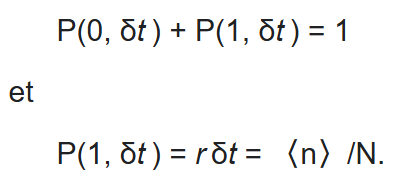 P(0, δt ) + P(1, δt ) = 1
et
P(1, δt ) = r δt = ⟨n⟩ /N.